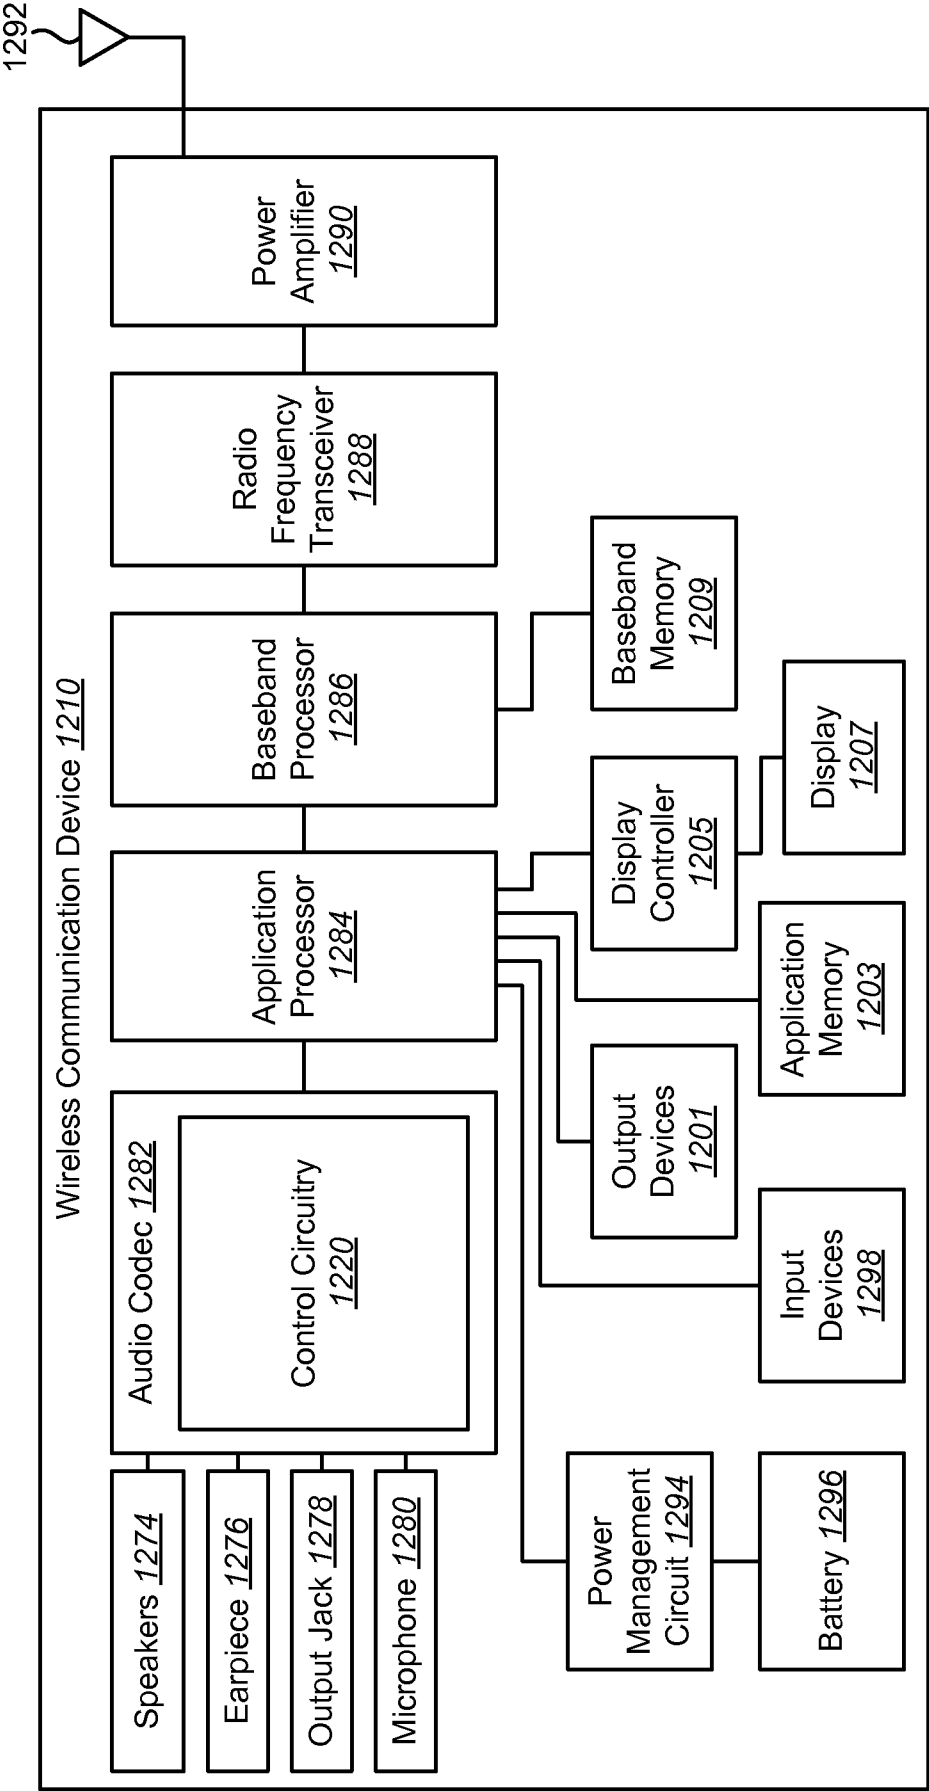 Wireless Communication Device 1210
1292
Speakers 1274
Earpiece 1276
Output Jack 1278
Microphone 1280
Audio Codec 1282
Control Circuitry
1220
Application
Processor
1284
Baseband
Processor
1286
Radio
Frequency
Transceiver
1288
Power
Amplifier
1290
Power
Management
Circuit 1294
Battery 1296
Input
Devices
1298
Output
Devices
1201
Application
Memory
1203
Display
Controller
1205
Display
1207
Baseband
Memory
1209